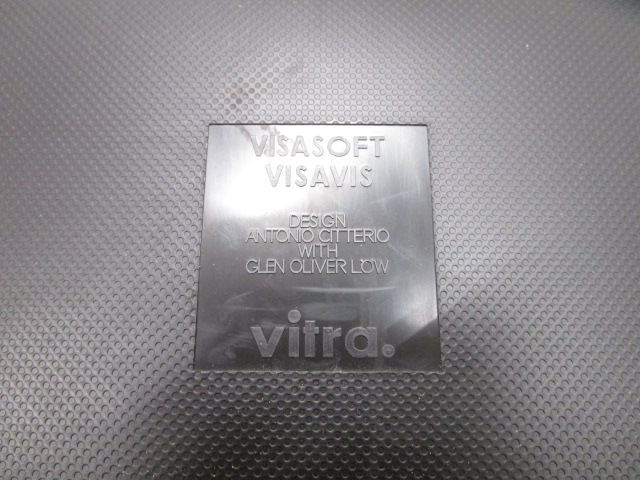 VISASOFT
VISAVIS
DESIGN
ANTONIO CITTERIO
WITH
GLEN OLIVER LÖW
vitra.